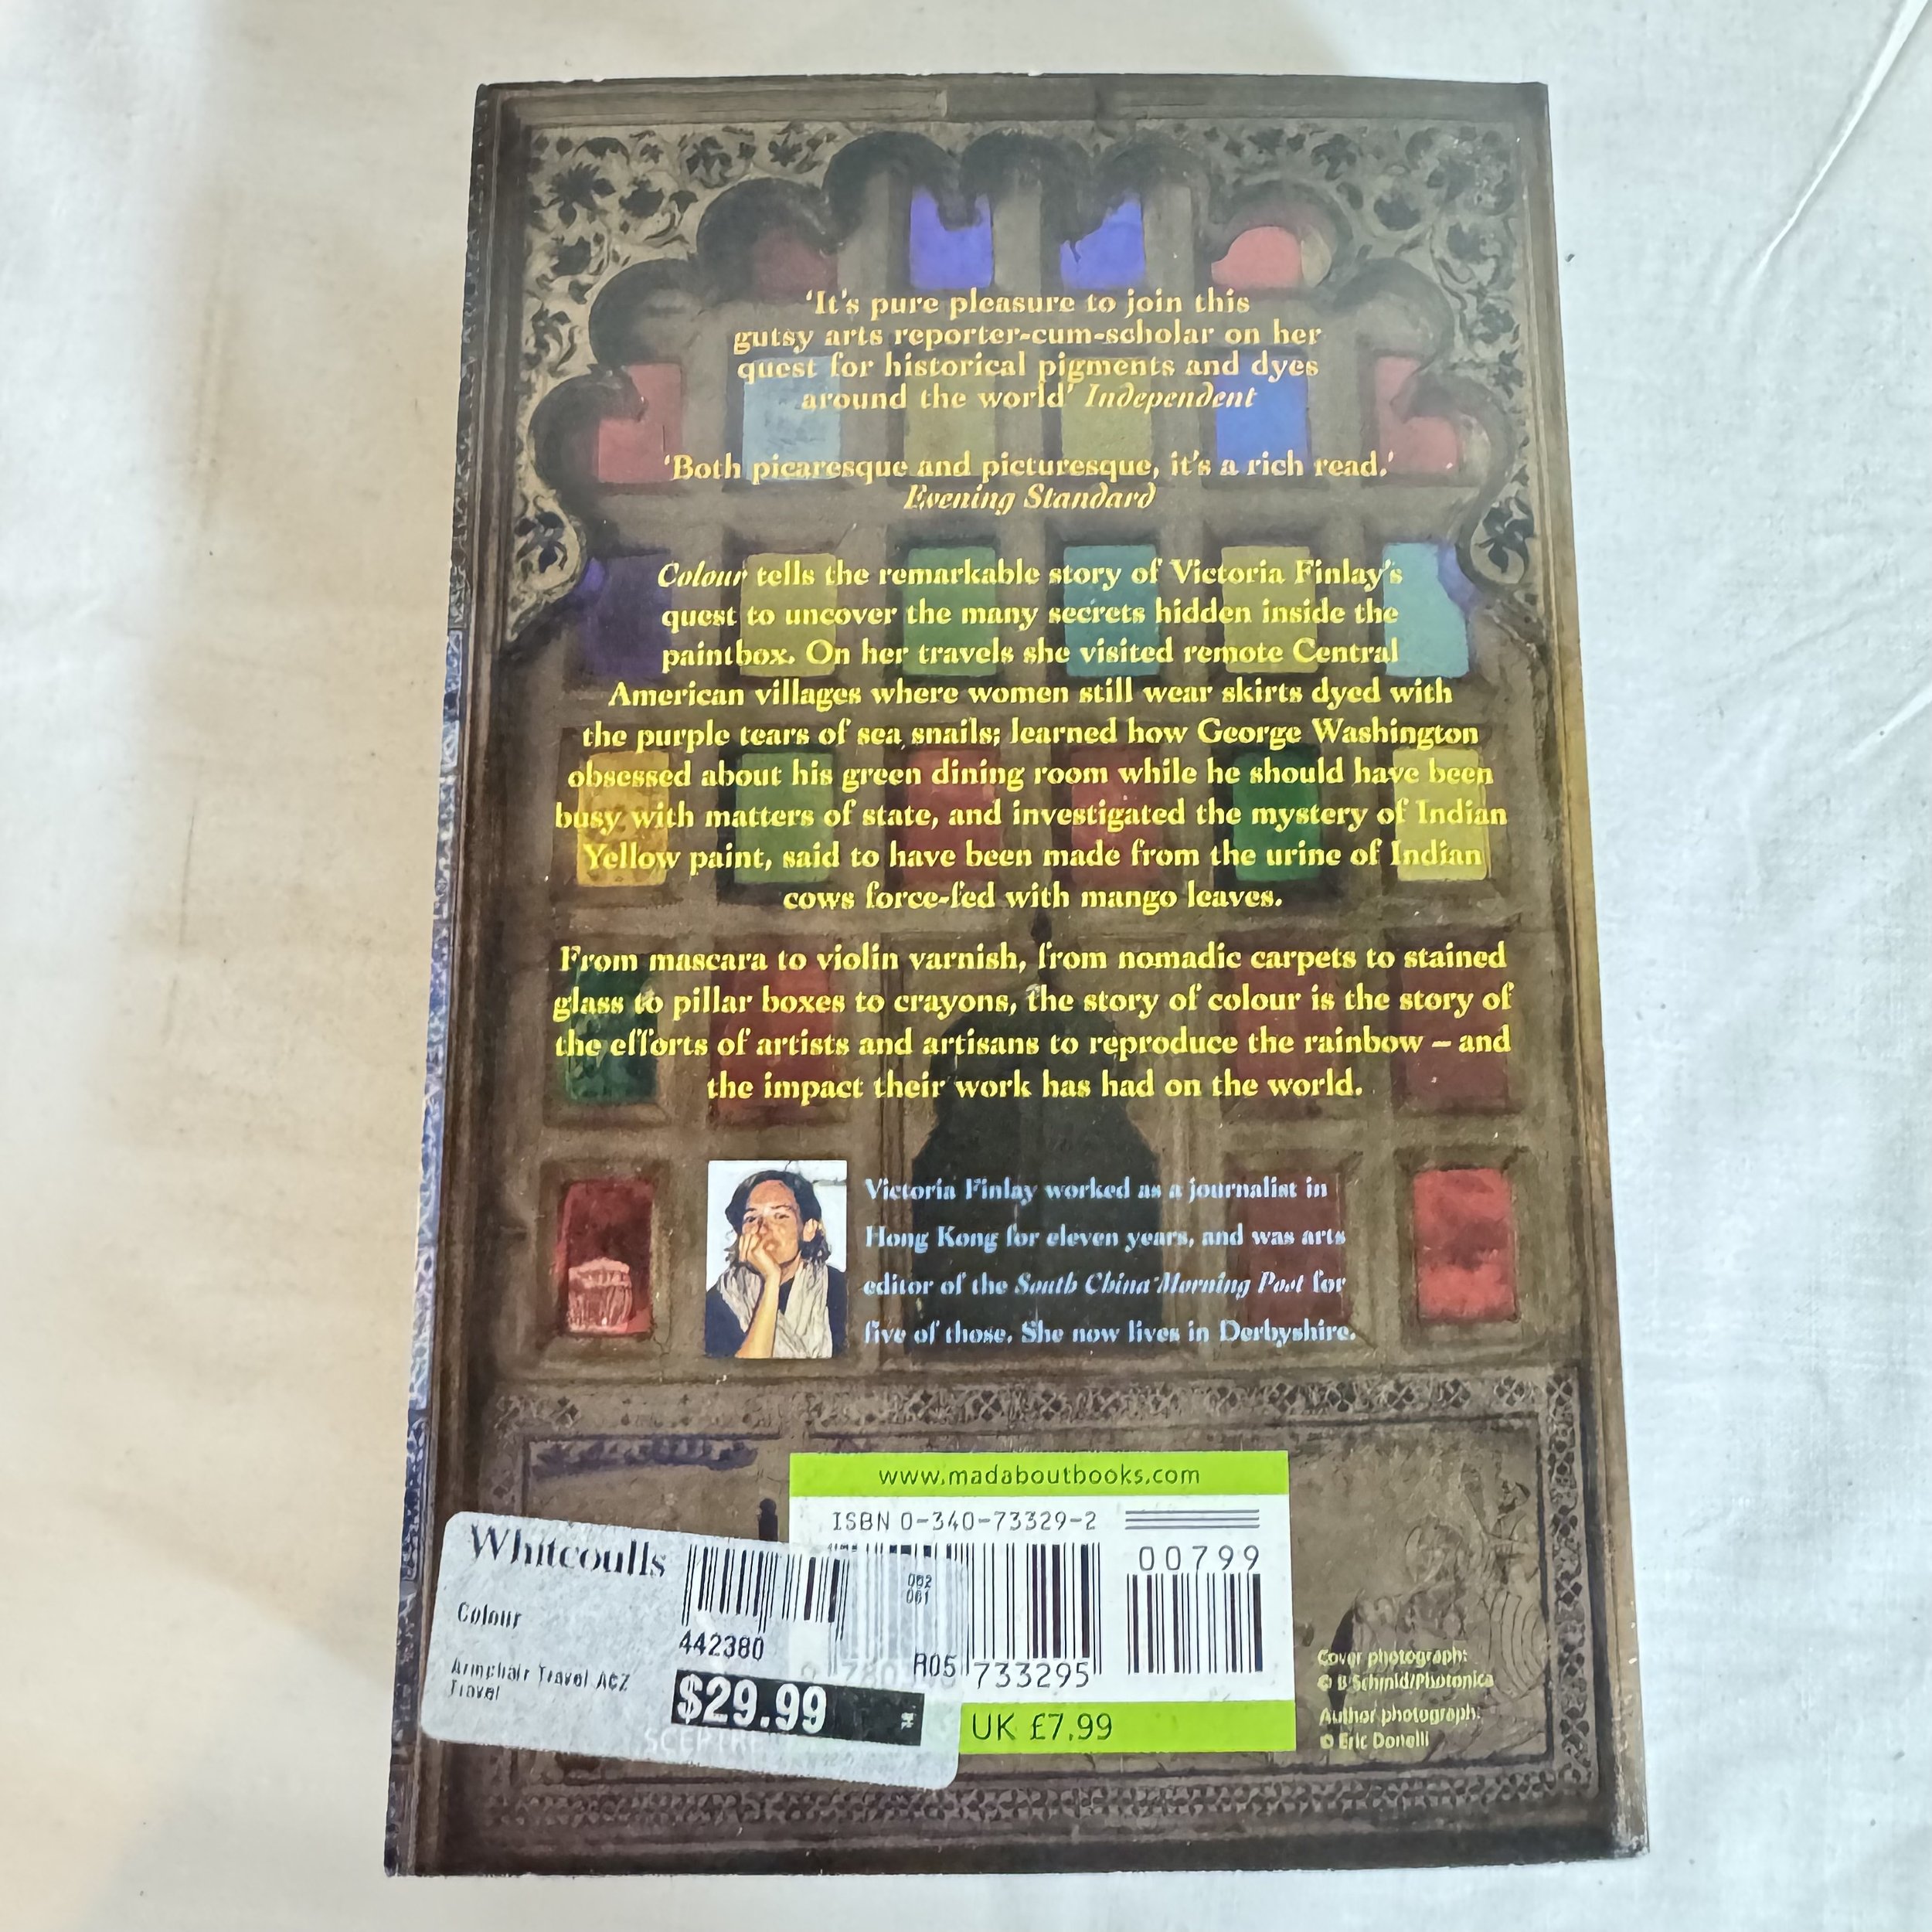 'It's pure pleasure to join this
gutsy arts reporter-cum-scholar on her
quest for historical pigments and dyes
around the world' Independent
'Both picaresque and picturesque, it's a rich read.'
Evening Standard
Colour tells the remarkable story of Victoria Finlay's
quest to uncover the many secrets hidden inside the
paintbox. On her travels she visited remote Central
American villages where women still wear skirts dyed with
the purple tears of sea snails; learned how George Washington
obsessed about his green dining room while he should have been
busy with matters of state, and investigated the mystery of Indian
Yellow paint, said to have been made from the urine of Indian
cows force-fed with mango leaves.
From mascara to violin varnish, from nomadic carpets to stained
glass to pillar boxes to crayons, the story of colour is the story of
the efforts of artists and artisans to reproduce the rainbow – and
the impact their work has had on the world.
Victoria Finlay worked as a journalist in
Hong Kong for eleven years, and was arts
editor of the South China Morning Post for
five of those. She now lives in Derbyshire.
www.madaboutbooks.com
ISBN 0-340-73329-2
00799
733295
UK £7.99
Whitcoulls
Colour
002
001
442380
R05
Armchair Travel A&Z
Travel
$29.99
SCEPTRE
Cover photograph:
© B Schmid/Photonica
Author photograph:
© Eric Donelli